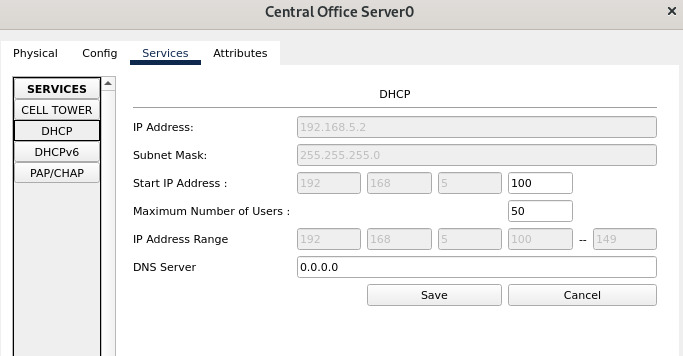 Central Office Server0
×
Physical Config Services Attributes
SERVICES
CELL TOWER
DHCP
DHCPv6
PAP/CHAP
DHCP
IP Address: 192.168.5.2
Subnet Mask: 255.255.255.0
Start IP Address : 192 168 5 100
Maximum Number of Users : 50
IP Address Range 192 168 5 100 -- 149
DNS Server 0.0.0.0
Save Cancel